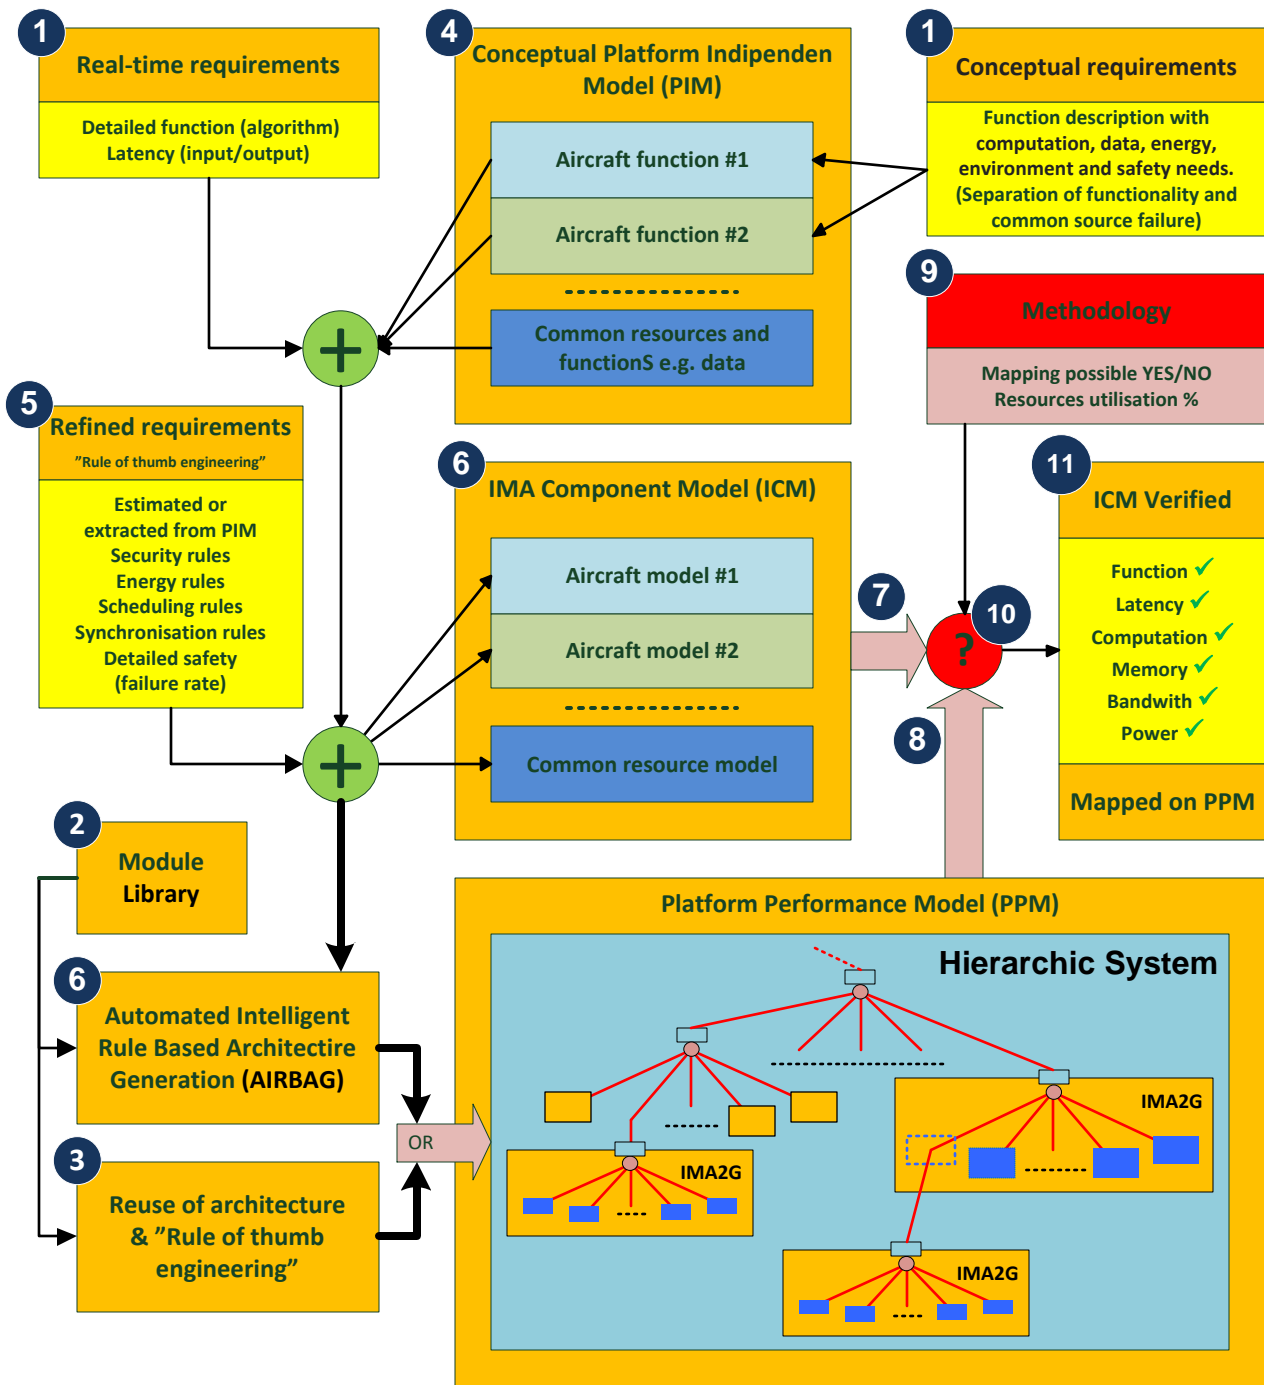 1
Real-time requirements
Detailed function (algorithm)
Latency (input/output)
4
Conceptual Platform Indipenden
Model (PIM)
Aircraft function #1
Aircraft function #2
Common resources and
functionS e.g. data
1
Conceptual requirements
Function description with
computation, data, energy,
environment and safety needs.
(Separation of functionality and
common source failure)
9
Methodology
Mapping possible YES/NO
Resources utilisation %
+
5
Refined requirements
”Rule of thumb engineering”
Estimated or
extracted from PIM
Security rules
Energy rules
Scheduling rules
Synchronisation rules
Detailed safety
(failure rate)
+
6
IMA Component Model (ICM)
Aircraft model #1
Aircraft model #2
Common resource model
7
8
?
10
11
ICM Verified
Function ✓
Latency ✓
Computation ✓
Memory ✓
Bandwith ✓
Power ✓
Mapped on PPM
2
Module
Library
6
Automated Intelligent
Rule Based Architectire
Generation (AIRBAG)
3
Reuse of architecture
& ”Rule of thumb
engineering”
OR
Platform Performance Model (PPM)
Hierarchic System
IMA2G
IMA2G
IMA2G